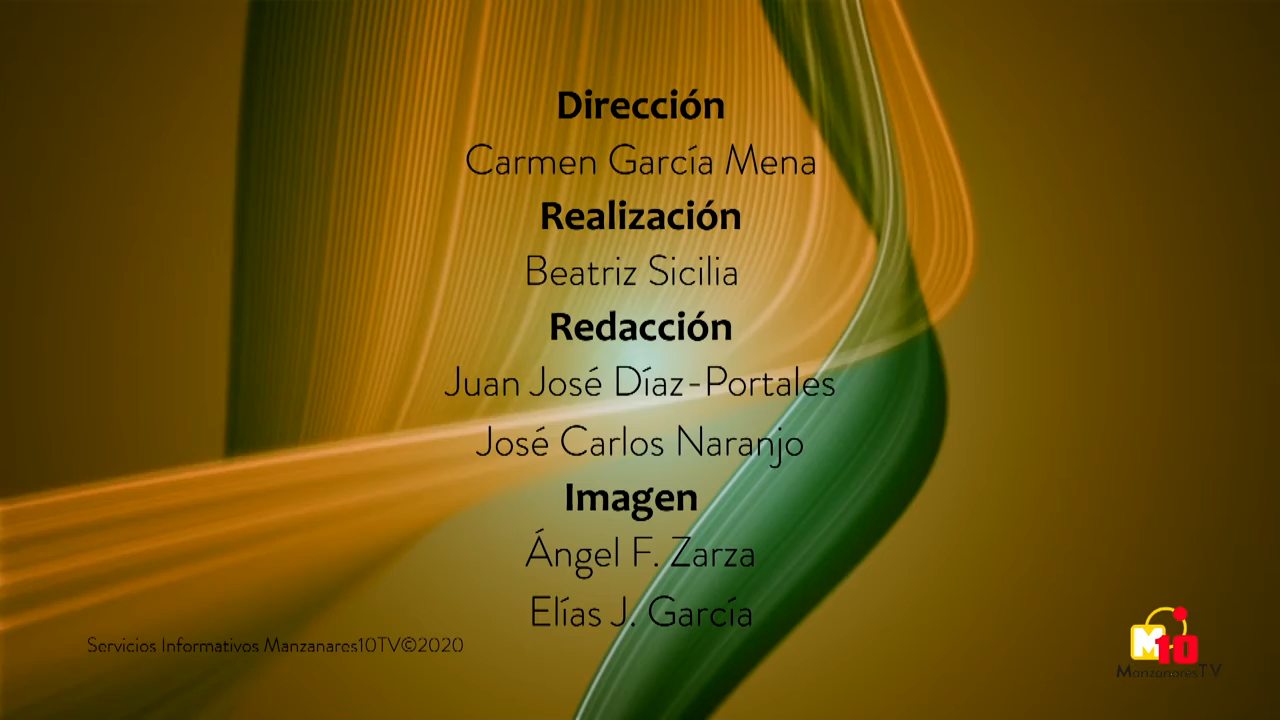 Dirección
Carmen García Mena
Realización
Beatriz Sicilia
Redacción
Juan José Díaz-Portales
José Carlos Naranjo
Imagen
Ángel F. Zarza
Elías J. García
Servicios Informativos Manzanares10TV©2020
M10
ManzanaresTV